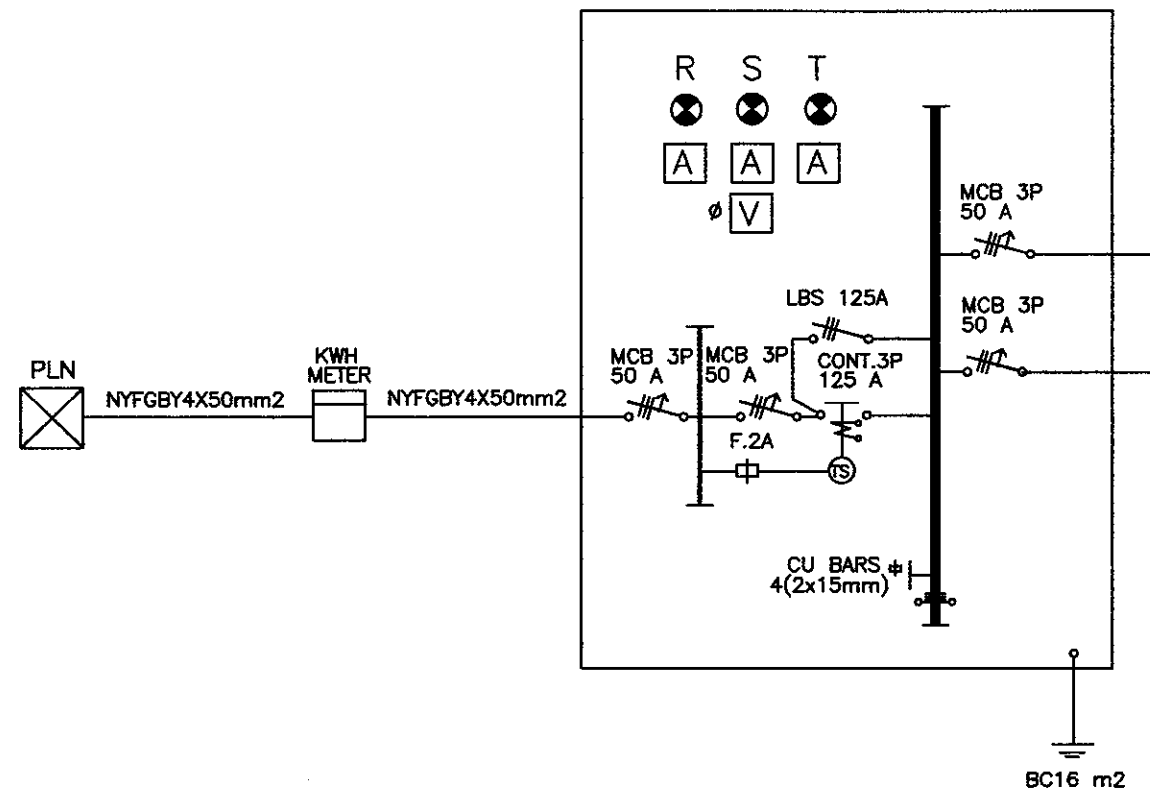 R S T
A A A
Ø V
MCB 3P
50 A
LBS 125A
MCB 3P
50 A
PLN
KWH
METER
NYFGBY4X50mm2
NYFGBY4X50mm2
MCB 3P
50 A
MCB 3P
50 A
CONT.3P
125 A
F.2A
TS
CU BARS
4(2x15mm)
BC16 m2